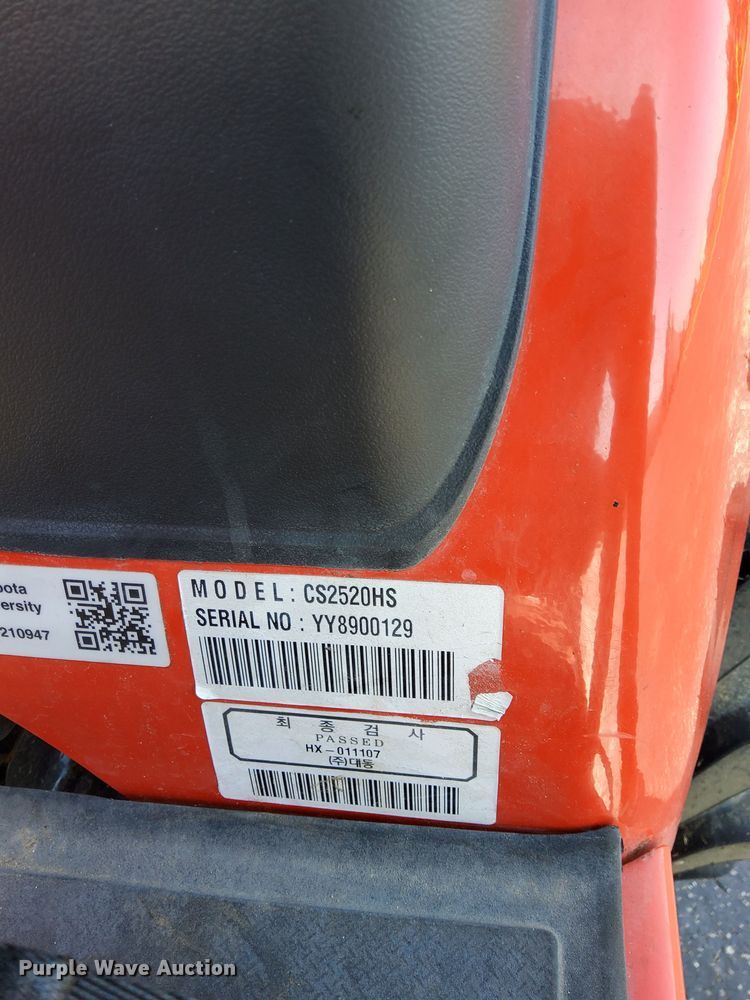 MODEL: CS2520HS
SERIAL NO : YY8900129
ersity
210947
최종검사
PASSED
HX-011107
(주)대동
Purple Wave Auction